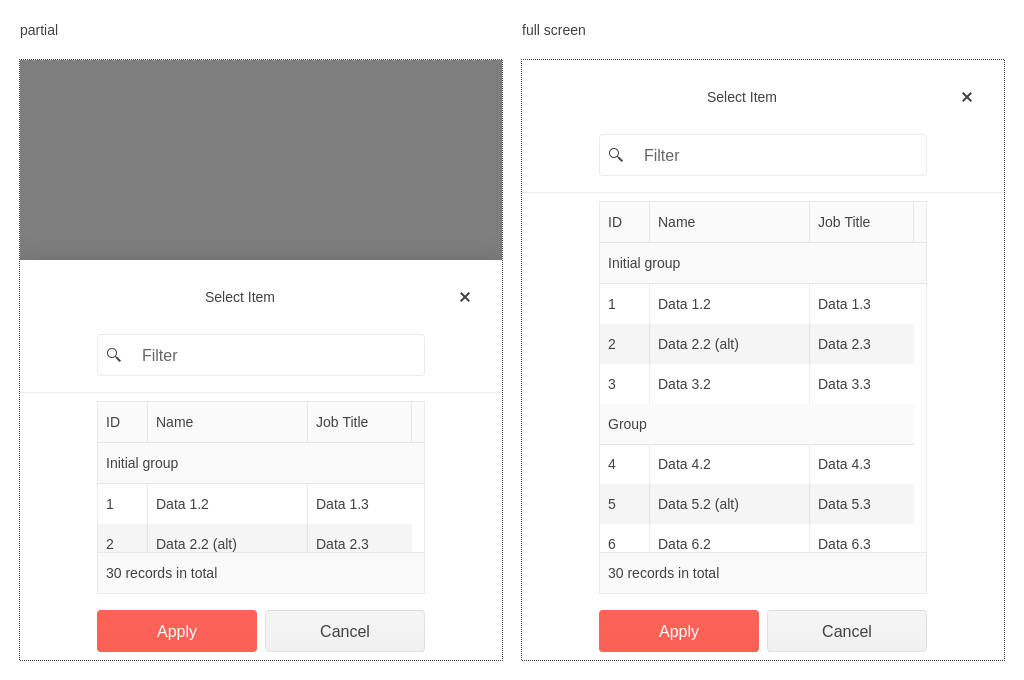 partial
Select Item
Filter
ID Name Job Title
Initial group
1 Data 1.2 Data 1.3
2 Data 2.2 (alt) Data 2.3
30 records in total
Apply Cancel
full screen
Select Item
Filter
ID Name Job Title
Initial group
1 Data 1.2 Data 1.3
2 Data 2.2 (alt) Data 2.3
3 Data 3.2 Data 3.3
Group
4 Data 4.2 Data 4.3
5 Data 5.2 (alt) Data 5.3
6 Data 6.2 Data 6.3
30 records in total
Apply Cancel